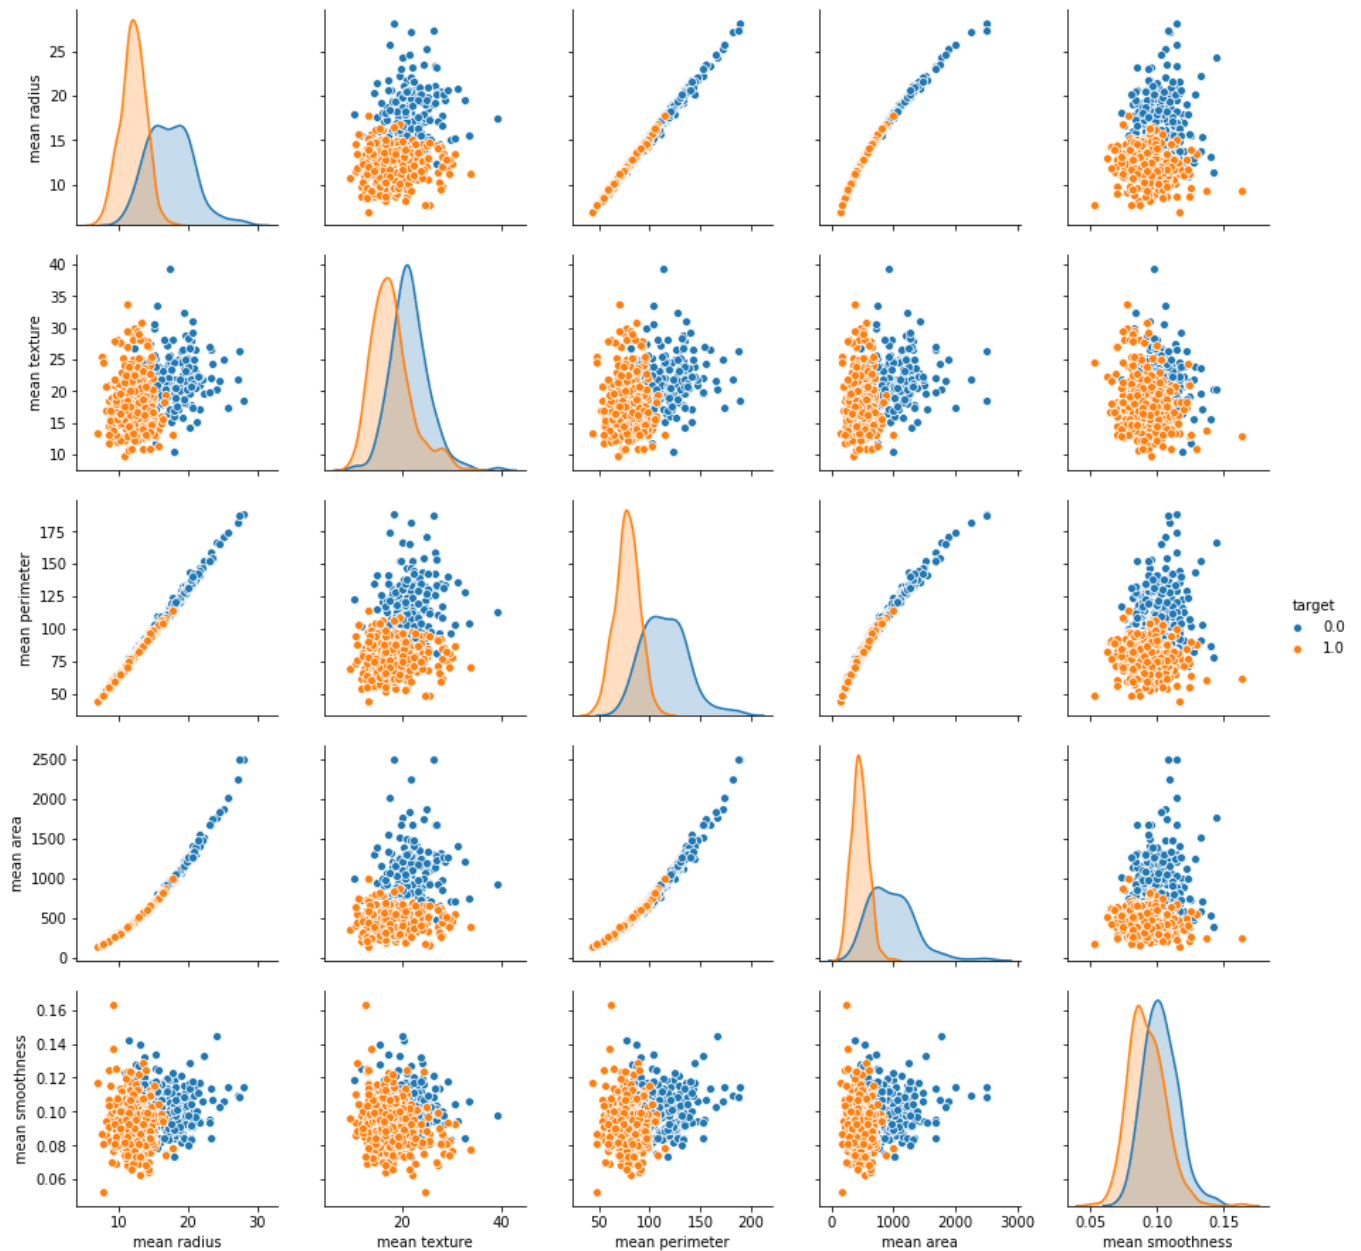 25
20
15
10
mean radius
40
35
30
25
20
15
10
mean texture
175
150
125
100
75
50
mean perimeter
target
0.0
1.0
2500
2000
1500
1000
500
0
mean area
0.16
0.14
0.12
0.10
0.08
0.06
mean smoothness
10 20 30
20 40
50 100 150 200
0 1000 2000 3000
0.05 0.10 0.15
mean radius
mean texture
mean perimeter
mean area
mean smoothness